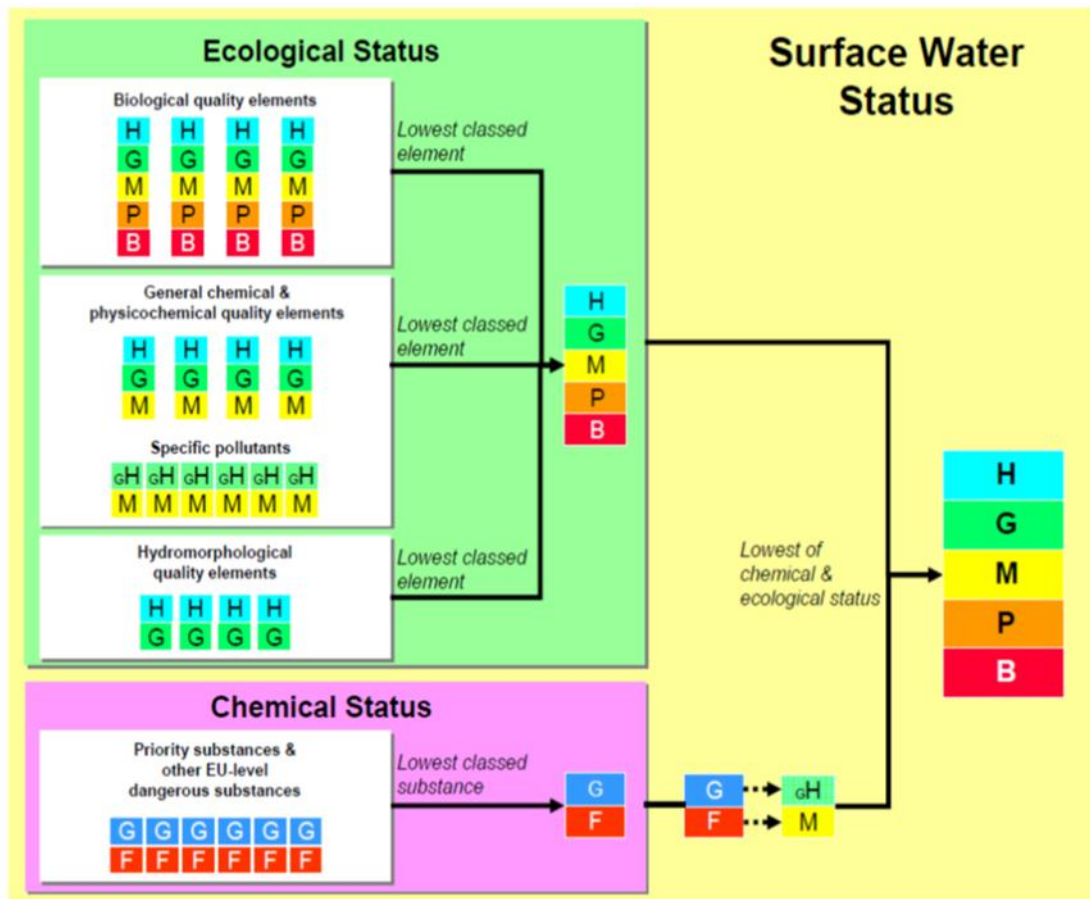 Surface Water
Status
Ecological Status
Biological quality elements
H H H H
G G G G
M M M M
P P P P
B B B B
Lowest classed
element
General chemical &
physicochemical quality elements
H H H H
G G G G
M M M M
Specific pollutants
GH GH GH GH GH GH
M M M M M M
Lowest classed
element
Hydromorphological
quality elements
H H H H
G G G G
Lowest classed
element
H
G
M
P
B
Chemical Status
Priority substances &
other EU-level
dangerous substances
G G G G G G
F F F F F F
Lowest classed
substance
G
F
G
F
GH
M
Lowest of
chemical &
ecological status
H
G
M
P
B